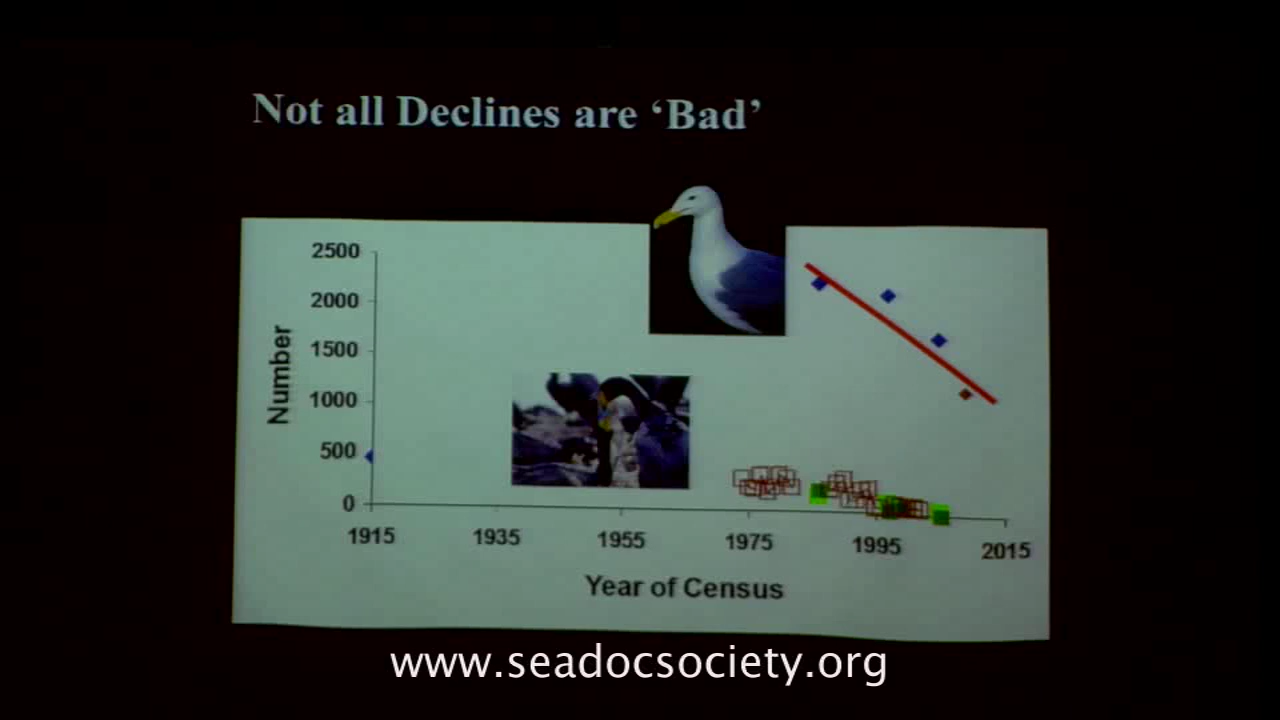 Not all Declines are ‘Bad’
2500
2000
1500
1000
500
0
Number
1915 1935 1955 1975 1995 2015
Year of Census
www.seadocsociety.org